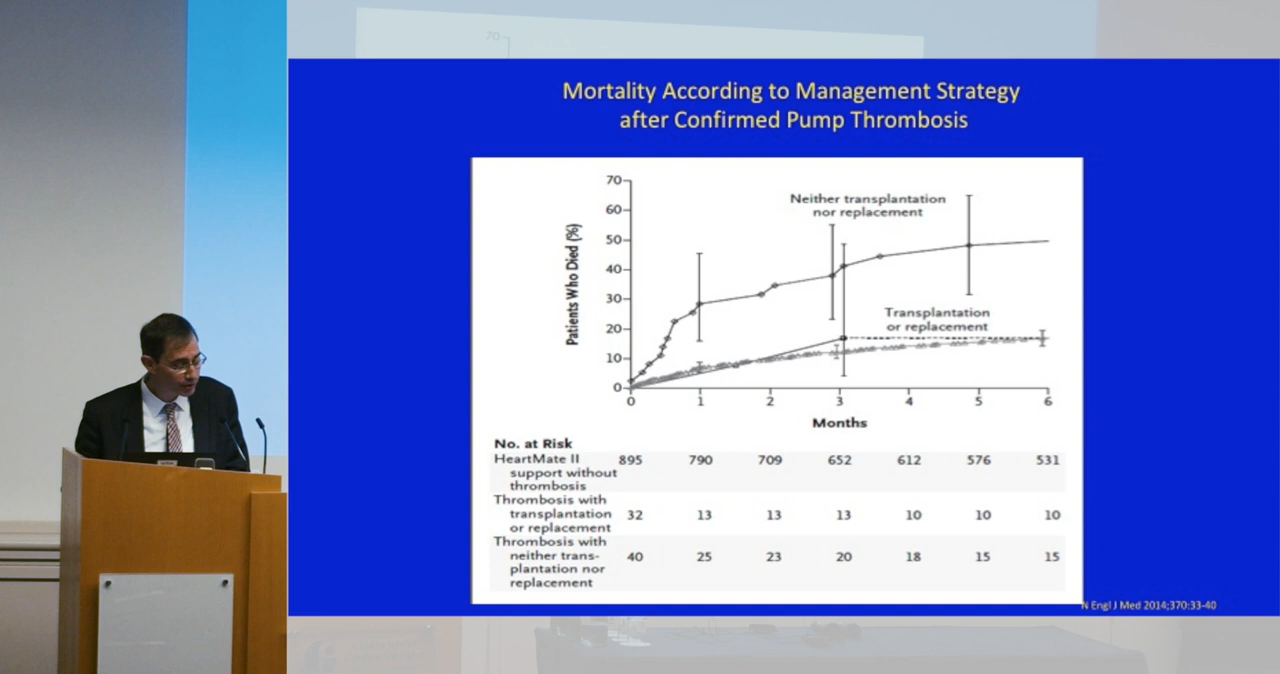 70
Mortality According to Management Strategy
after Confirmed Pump Thrombosis
70
60
50
40
30
20
10
0
Patients Who Died (%)
Neither transplantation
nor replacement
Transplantation
or replacement
0 1 2 3 4 5 6
Months
No. at Risk
HeartMate II
support without
thrombosis
895 790 709 652 612 576 531
Thrombosis with
transplantation
or replacement
32 13 13 13 10 10 10
Thrombosis with
neither trans-
plantation nor
replacement
40 25 23 20 18 15 15
N Engl J Med 2014;370:33-40